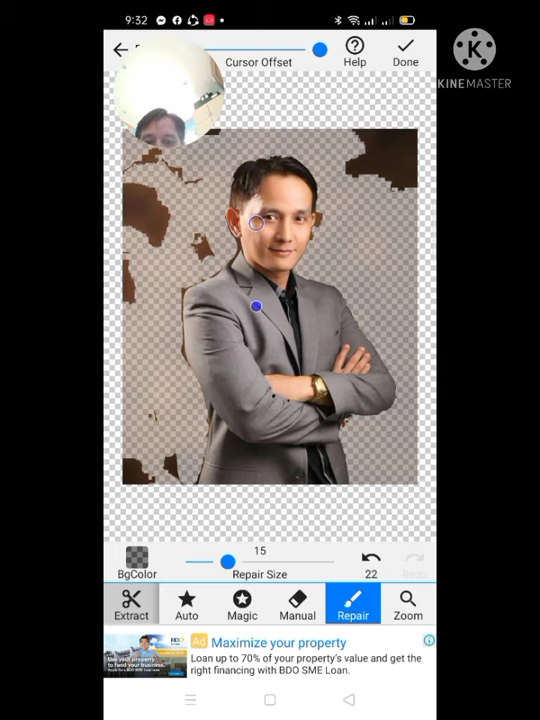 9:32
Cursor Offset
Help
Done
KINEMASTER
15
BgColor
Repair Size
22
Redo
Extract
Auto
Magic
Manual
Repair
Zoom
Ad Maximize your property
Loan up to 70% of your property's value and get the
right financing with BDO SME Loan.